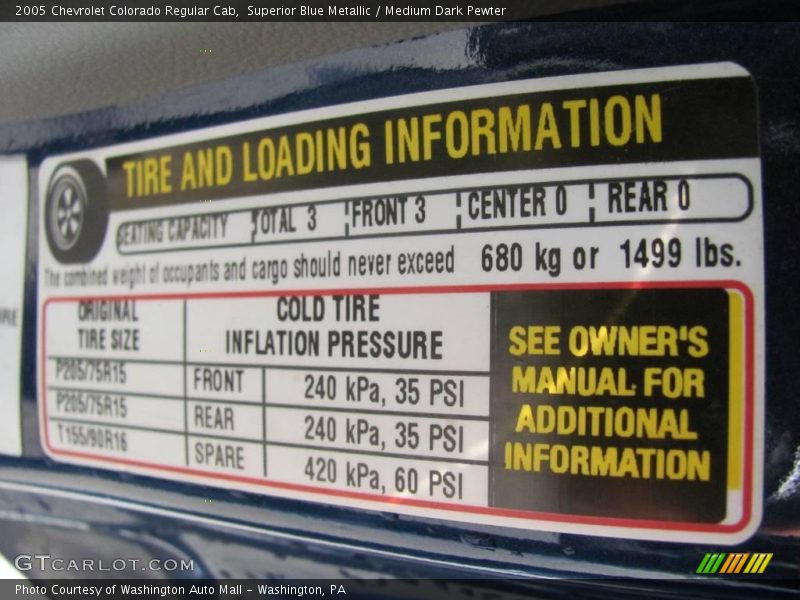 2005 Chevrolet Colorado Regular Cab,  Superior Blue Metallic / Medium Dark Pewter
TIRE AND LOADING INFORMATION
SEATING CAPACITY TOTAL 3 FRONT 3 CENTER 0 REAR 0
The combined weight of occupants and cargo should never exceed 680 kg or 1499 lbs.
ORIGINAL
TIRE SIZE
COLD TIRE
INFLATION PRESSURE
P205/75R15 FRONT 240 kPa, 35 PSI
P205/75R15 REAR 240 kPa, 35 PSI
T155/90R16 SPARE 420 kPa, 60 PSI
SEE OWNER'S
MANUAL FOR
ADDITIONAL
INFORMATION
GTCARLOT.COM
Photo Courtesy of Washington Auto Mall - Washington, PA